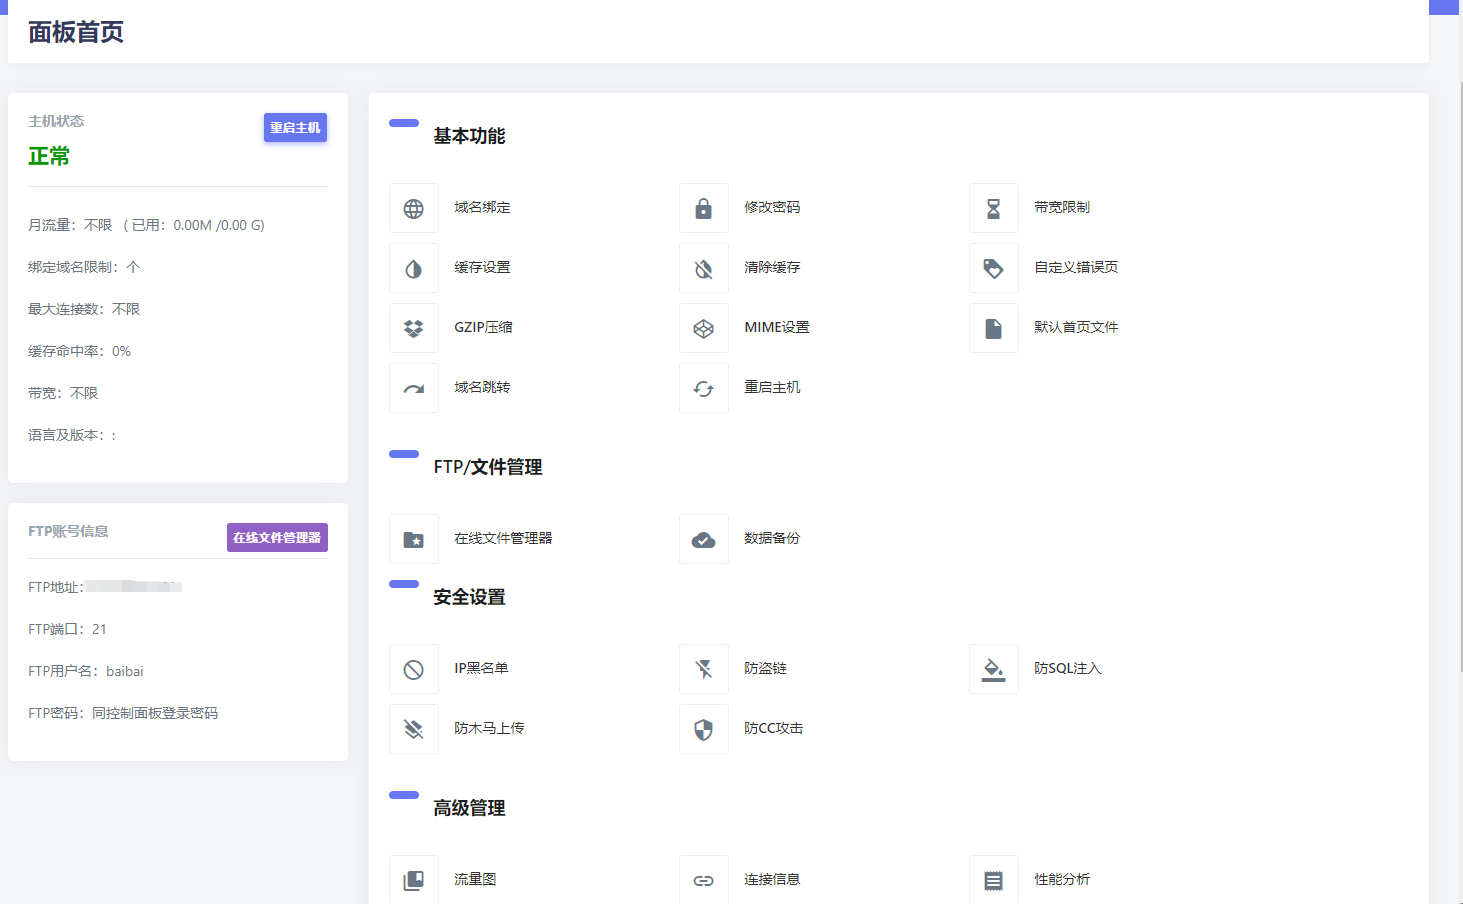 面板首页
主机状态
重启主机
正常
月流量：不限 （已用：0.00M /0.00 G)
绑定域名限制：个
最大连接数：不限
缓存命中率：0%
带宽：不限
语言及版本：:
FTP账号信息
在线文件管理器
FTP地址:
FTP端口：21
FTP用户名：baibai
FTP密码：同控制面板登录密码
基本功能
域名绑定
修改密码
带宽限制
缓存设置
清除缓存
自定义错误页
GZIP压缩
MIME设置
默认首页文件
域名跳转
重启主机
FTP/文件管理
在线文件管理器
数据备份
安全设置
IP黑名单
防盗链
防SQL注入
防木马上传
防CC攻击
高级管理
流量图
连接信息
性能分析